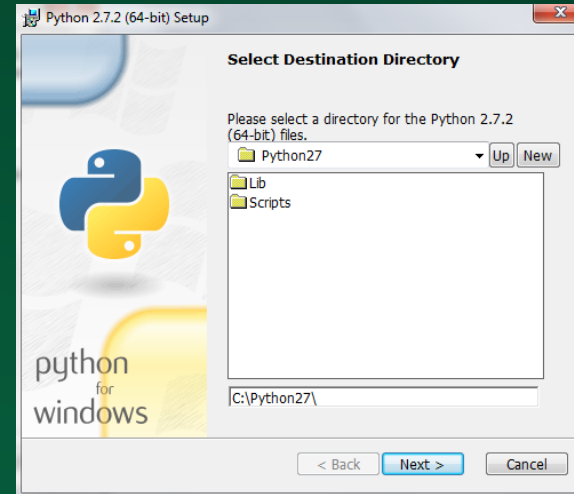 Python 2.7.2 (64-bit) Setup
Select Destination Directory
Please select a directory for the Python 2.7.2
(64-bit) files.
Python27
Up
New
Lib
Scripts
python
for
windows
C:\Python27\
< Back
Next >
Cancel